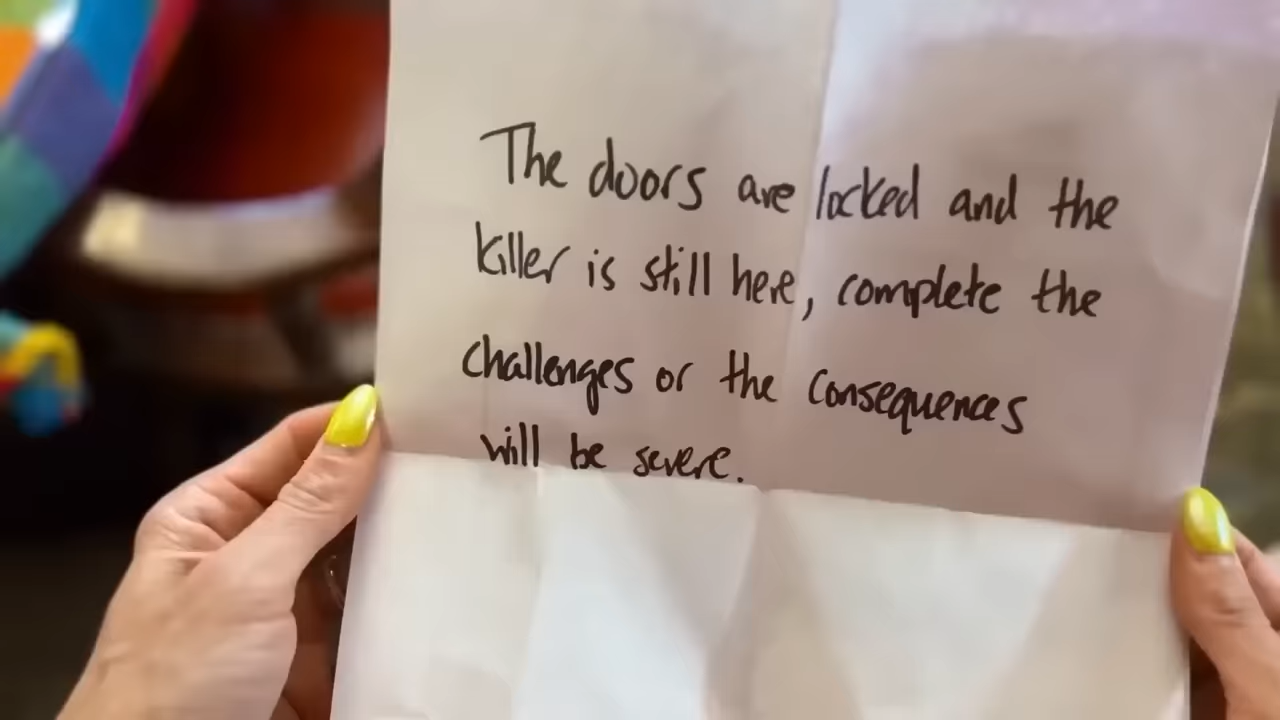 The doors are locked and the
killer is still here, complete the
challenges or the consequences
will be severe.